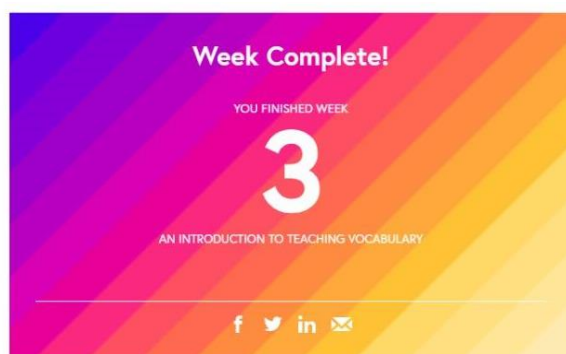 Week Complete!
YOU FINISHED WEEK
3
AN INTRODUCTION TO TEACHING VOCABULARY